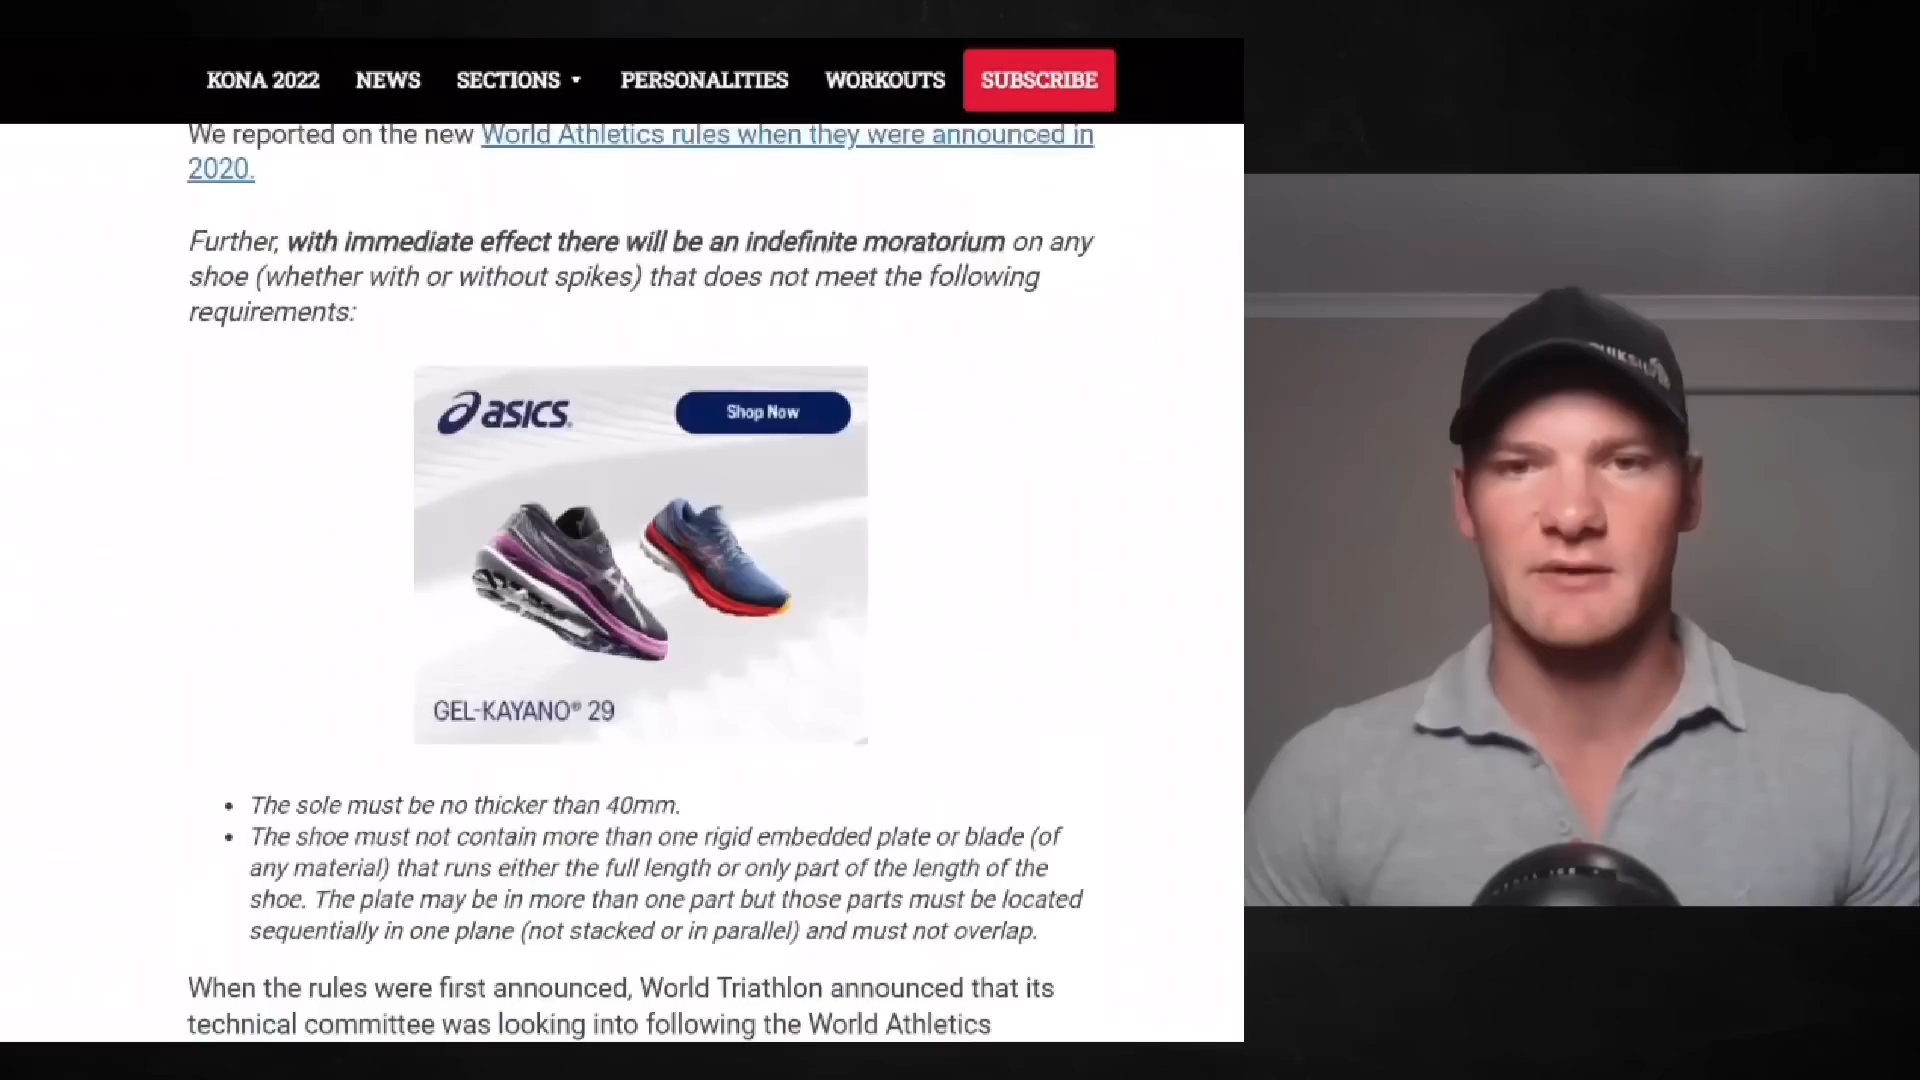 KONA 2022 NEWS SECTIONS PERSONALITIES WORKOUTS SUBSCRIBE
We reported on the new World Athletics rules when they were announced in
2020.
Further, with immediate effect there will be an indefinite moratorium on any
shoe (whether with or without spikes) that does not meet the following
requirements:
asics
Shop Now
GEL-KAYANO® 29
• The sole must be no thicker than 40mm.
• The shoe must not contain more than one rigid embedded plate or blade (of
any material) that runs either the full length or only part of the length of the
shoe. The plate may be in more than one part but those parts must be located
sequentially in one plane (not stacked or in parallel) and must not overlap.
When the rules were first announced, World Triathlon announced that its
technical committee was looking into following the World Athletics